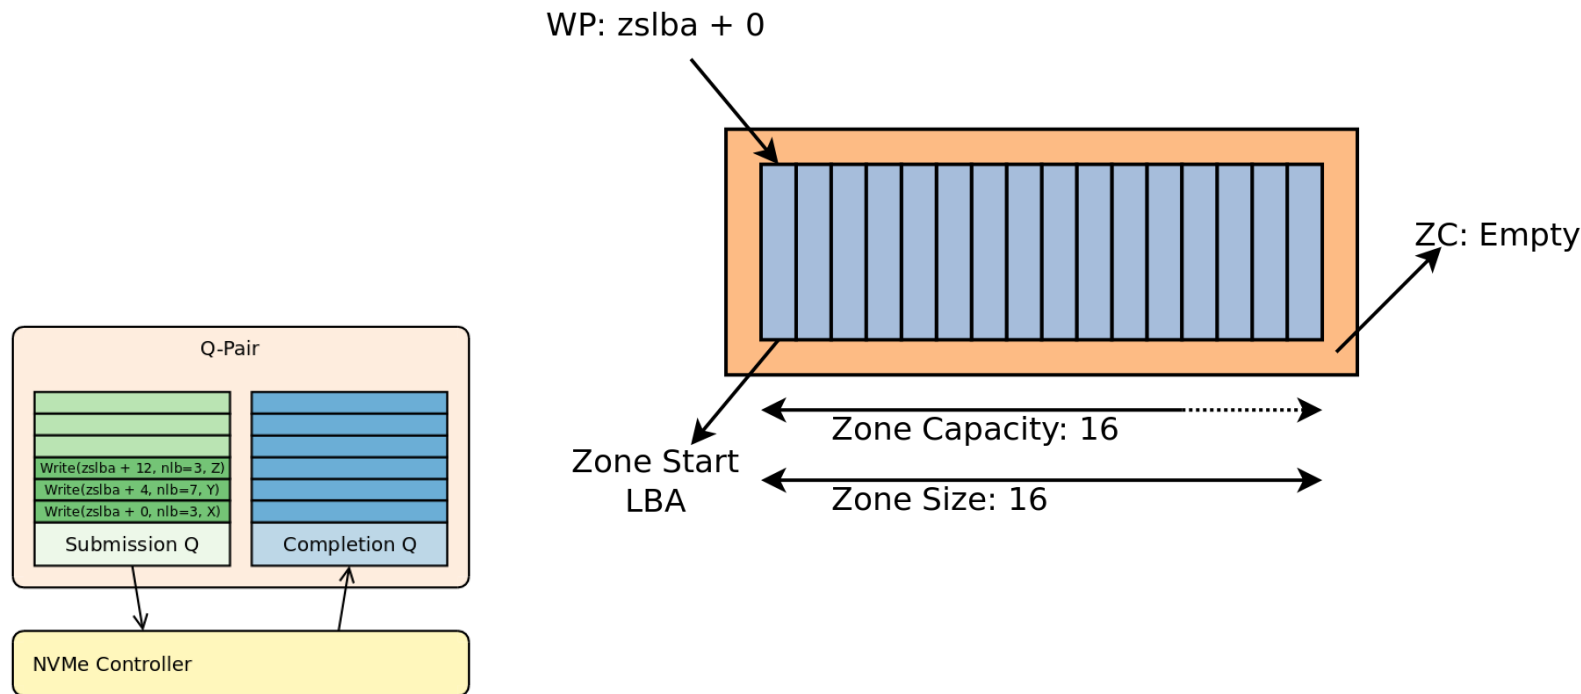 WP: zslba + 0
ZC: Empty
Zone Capacity: 16
Zone Start
LBA
Zone Size: 16
Q-Pair
Write(zslba + 12, nlb=3, Z)
Write(zslba + 4, nlb=7, Y)
Write(zslba + 0, nlb=3, X)
Submission Q
Completion Q
NVMe Controller